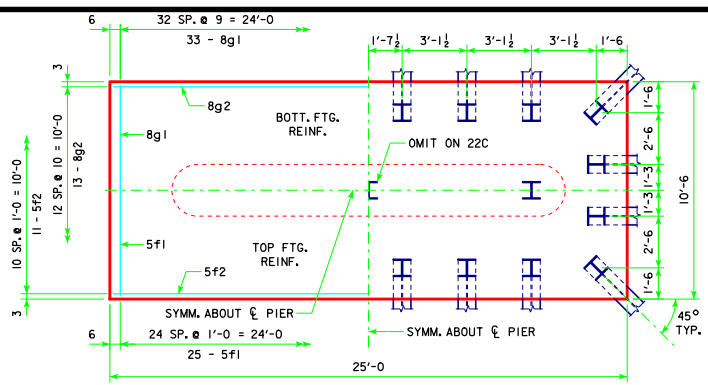 6
32 SP. @ 9 = 24'-0
33 - 8g1
1'-7½
3'-1½
3'-1½
3'-1½
1'-6
3
8g2
BOTT. FTG.
REINF.
8g1
OMIT ON 22C
10 SP. @ 1'-0 = 10'-0
11 - 5f2
12 SP. @ 10 = 10'-0
13 - 8g2
1'-6
2'-6
1'-3
1'-3
2'-6
1'-6
10'-6
5f1
TOP FTG.
REINF.
5f2
3
SYMM. ABOUT ℄ PIER
SYMM. ABOUT ℄ PIER
45°
TYP.
6
24 SP. @ 1'-0 = 24'-0
25 - 5f1
25'-0